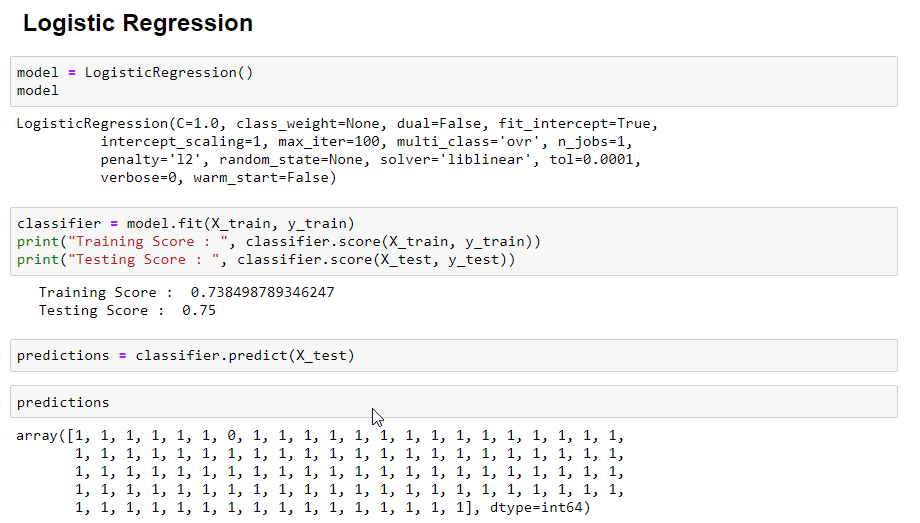 Logistic Regression
model = LogisticRegression()
model
LogisticRegression(C=1.0, class_weight=None, dual=False, fit_intercept=True,
intercept_scaling=1, max_iter=100, multi_class='ovr', n_jobs=1,
penalty='l2', random_state=None, solver='liblinear', tol=0.0001,
verbose=0, warm_start=False)
classifier = model.fit(X_train, y_train)
print("Training Score : ", classifier.score(X_train, y_train))
print("Testing Score : ", classifier.score(X_test, y_test))
Training Score :  0.738498789346247
Testing Score :  0.75
predictions = classifier.predict(X_test)
predictions
array([1, 1, 1, 1, 1, 1, 0, 1, 1, 1, 1, 1, 1, 1, 1, 1, 1, 1, 1, 1, 1, 1,
1, 1, 1, 1, 1, 1, 1, 1, 1, 1, 1, 1, 1, 1, 1, 1, 1, 1, 1, 1, 1, 1,
1, 1, 1, 1, 1, 1, 1, 1, 1, 1, 1, 1, 1, 1, 1, 1, 1, 1, 1, 1, 1, 1,
1, 1, 1, 1, 1, 1, 1, 1, 1, 1, 1, 1, 1, 1, 1, 1, 1, 1, 1, 1, 1, 1,
1, 1, 1, 1, 1, 1, 1, 1, 1, 1, 1, 1, 1, 1, 1, 1], dtype=int64)